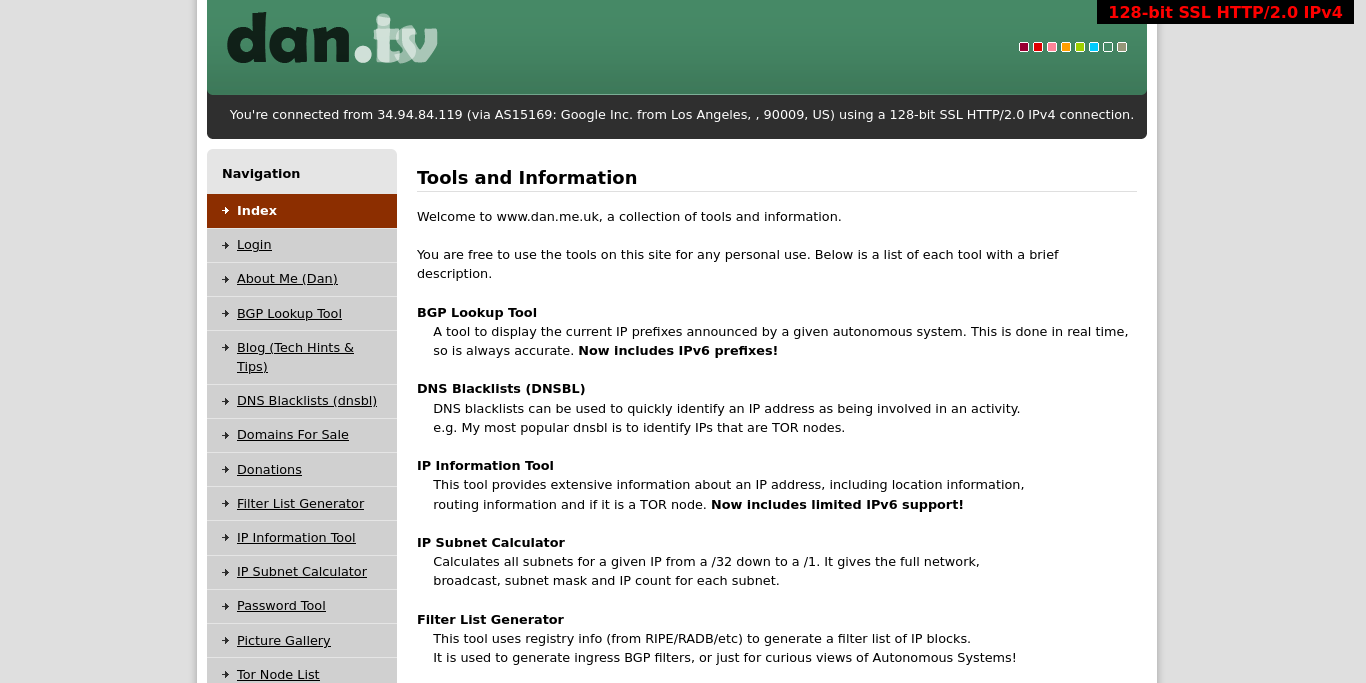 128-bit SSL HTTP/2.0 IPv4
dan.tv
You're connected from 34.94.84.119 (via AS15169: Google Inc. from Los Angeles, , 90009, US) using a 128-bit SSL HTTP/2.0 IPv4 connection.
Navigation
Index
Login
About Me (Dan)
BGP Lookup Tool
Blog (Tech Hints &
Tips)
DNS Blacklists (dnsbl)
Domains For Sale
Donations
Filter List Generator
IP Information Tool
IP Subnet Calculator
Password Tool
Picture Gallery
Tor Node List
Tools and Information
Welcome to www.dan.me.uk, a collection of tools and information.
You are free to use the tools on this site for any personal use. Below is a list of each tool with a brief
description.
BGP Lookup Tool
A tool to display the current IP prefixes announced by a given autonomous system. This is done in real time,
so is always accurate. Now includes IPv6 prefixes!
DNS Blacklists (DNSBL)
DNS blacklists can be used to quickly identify an IP address as being involved in an activity.
e.g. My most popular dnsbl is to identify IPs that are TOR nodes.
IP Information Tool
This tool provides extensive information about an IP address, including location information,
routing information and if it is a TOR node. Now includes limited IPv6 support!
IP Subnet Calculator
Calculates all subnets for a given IP from a /32 down to a /1. It gives the full network,
broadcast, subnet mask and IP count for each subnet.
Filter List Generator
This tool uses registry info (from RIPE/RADB/etc) to generate a filter list of IP blocks.
It is used to generate ingress BGP filters, or just for curious views of Autonomous Systems!